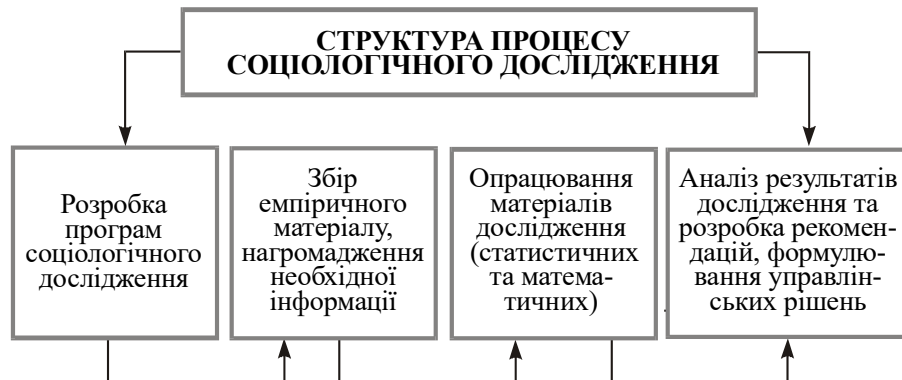 СТРУКТУРА ПРОЦЕСУ
СОЦІОЛОГІЧНОГО ДОСЛІДЖЕННЯ
Розробка
програм
соціологічного
дослідження
Збір
емпіричного
матеріалу,
нагромадження
необхідної
інформації
Опрацювання
матеріалів
дослідження
(статистичних
та матема-
тичних)
Аналіз результатів
дослідження та
розробка рекомен-
дацій, формулю-
вання управлін-
ських рішень